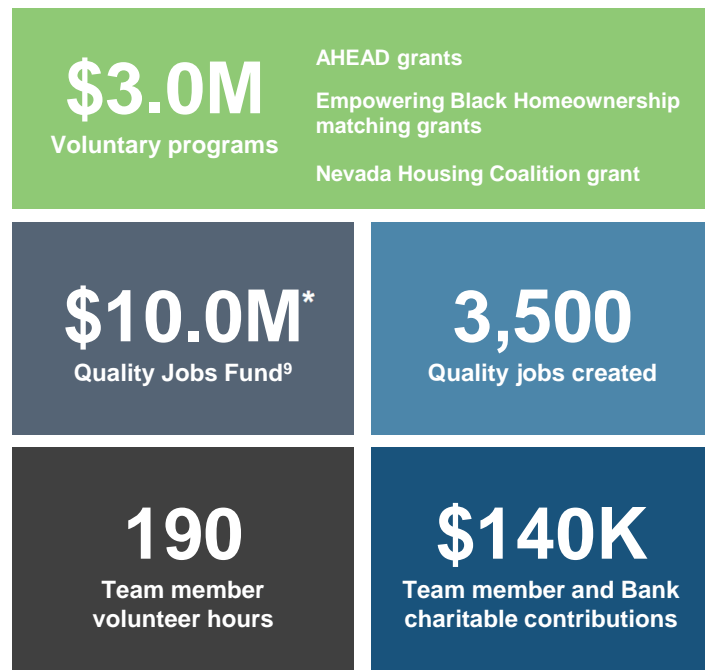 $3.0M
Voluntary programs
AHEAD grants
Empowering Black Homeownership
matching grants
Nevada Housing Coalition grant
$10.0M*
Quality Jobs Fund⁹
3,500
Quality jobs created
190
Team member
volunteer hours
$140K
Team member and Bank
charitable contributions